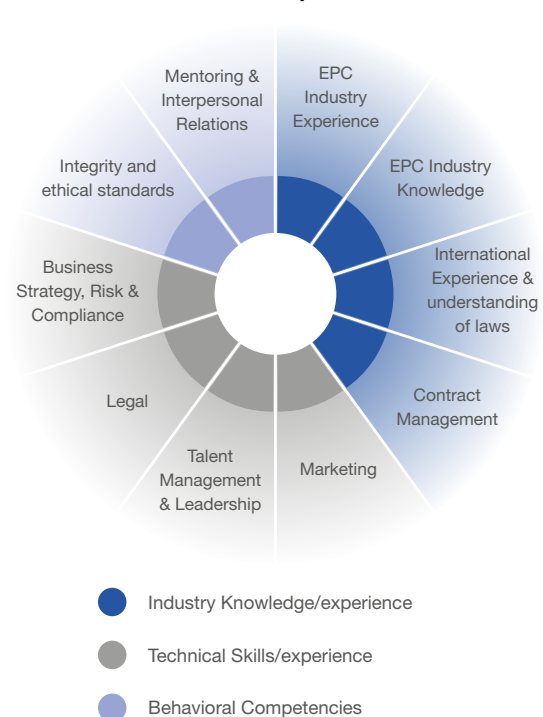 Mentoring &
Interpersonal
Relations
EPC
Industry
Experience
EPC Industry
Knowledge
International
Experience &
understanding
of laws
Contract
Management
Marketing
Talent
Management
& Leadership
Legal
Business
Strategy, Risk &
Compliance
Integrity and
ethical standards
Industry Knowledge/experience
Technical Skills/experience
Behavioral Competencies